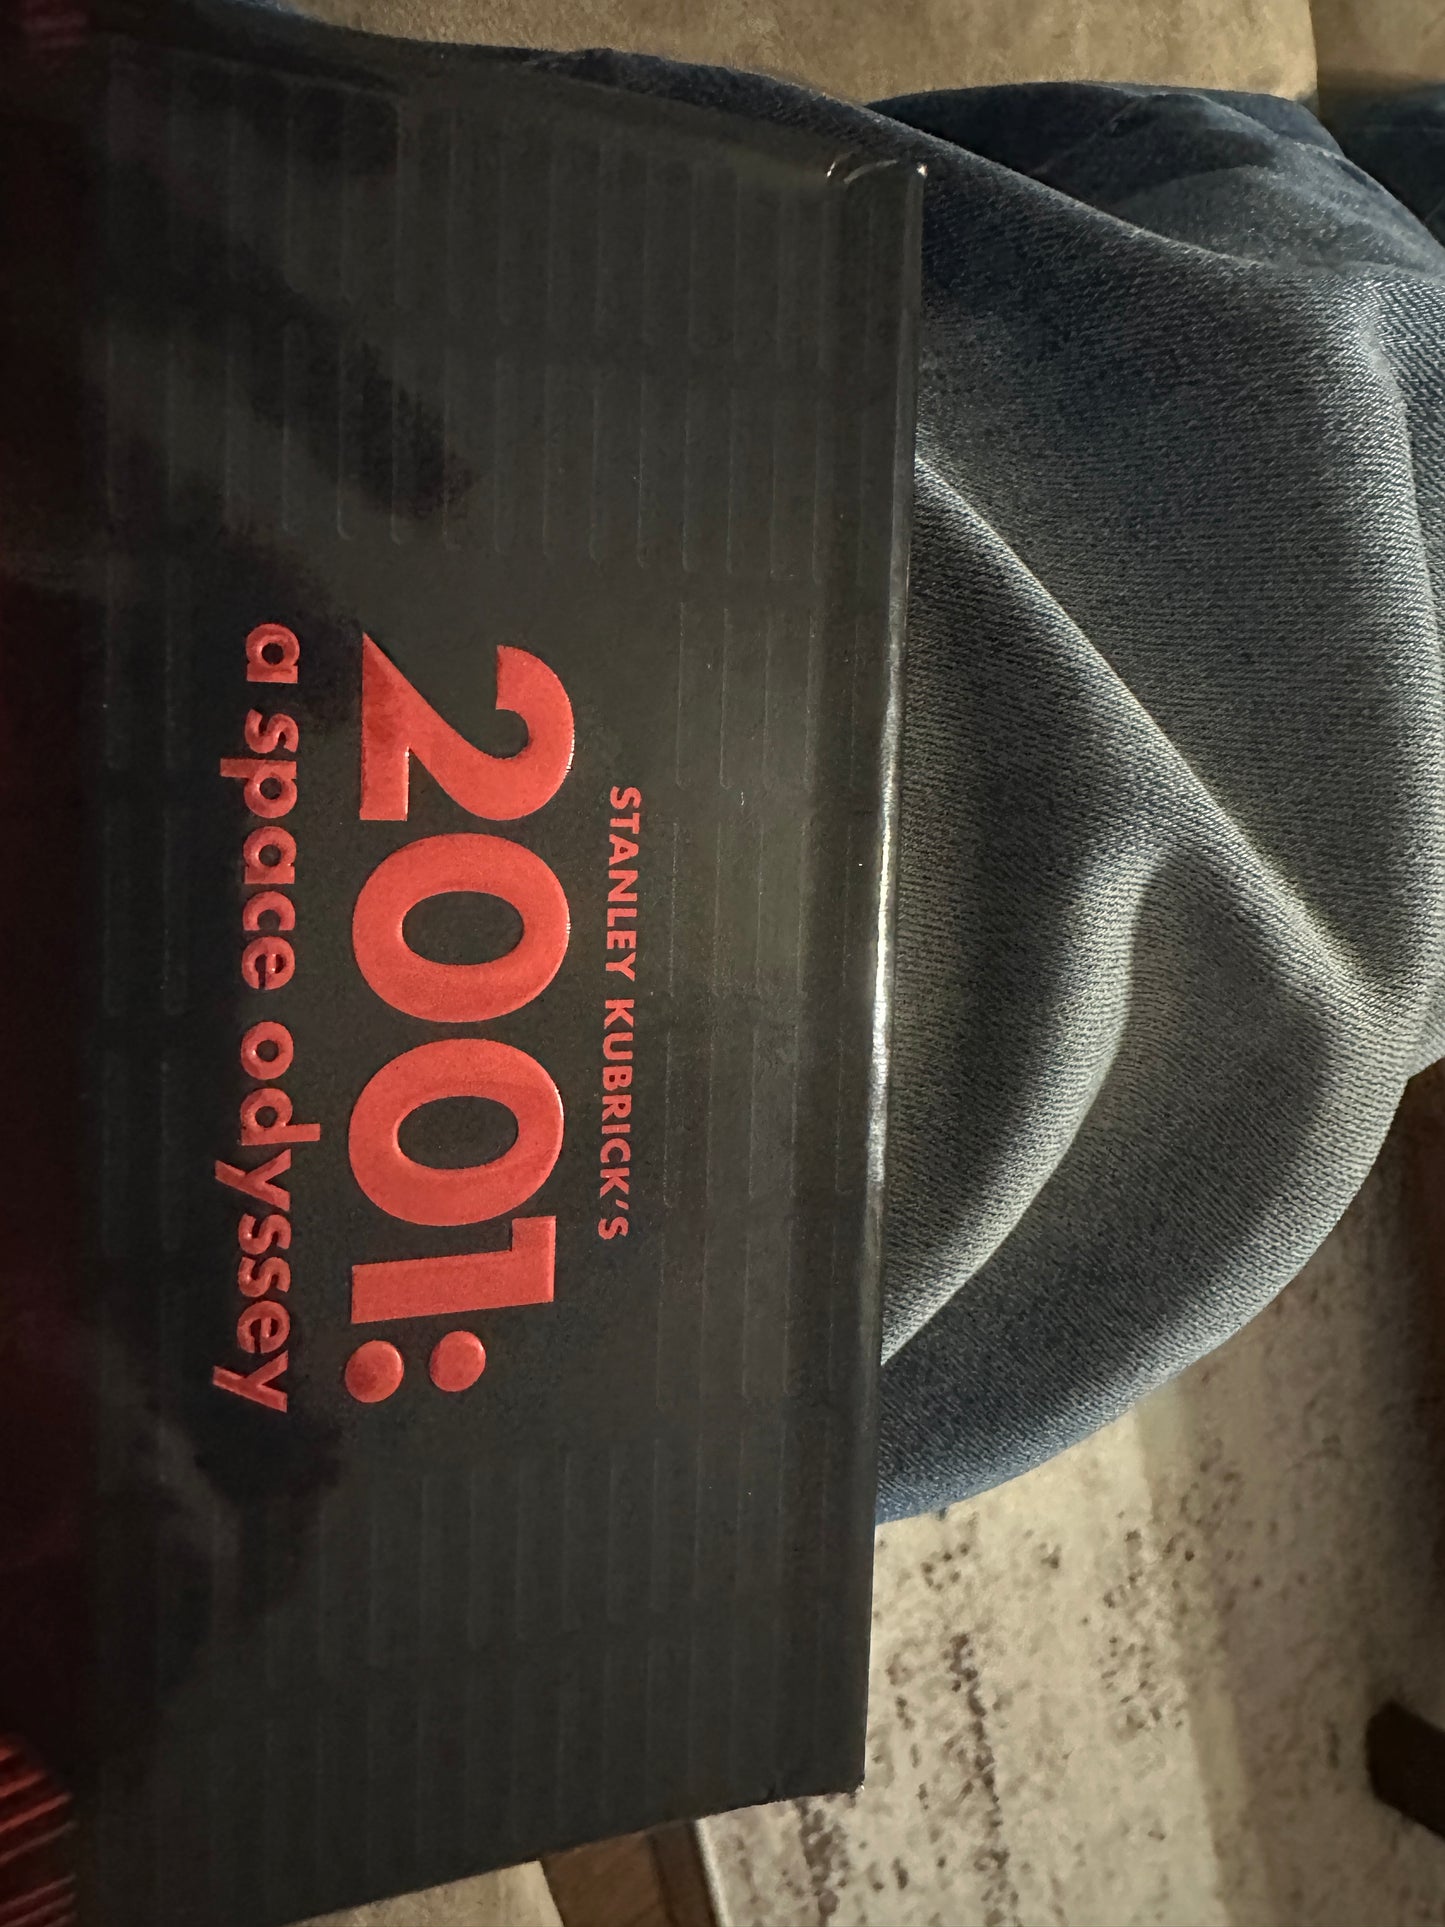 STANLEY KUBRICK'S
2001:
a space odyssey